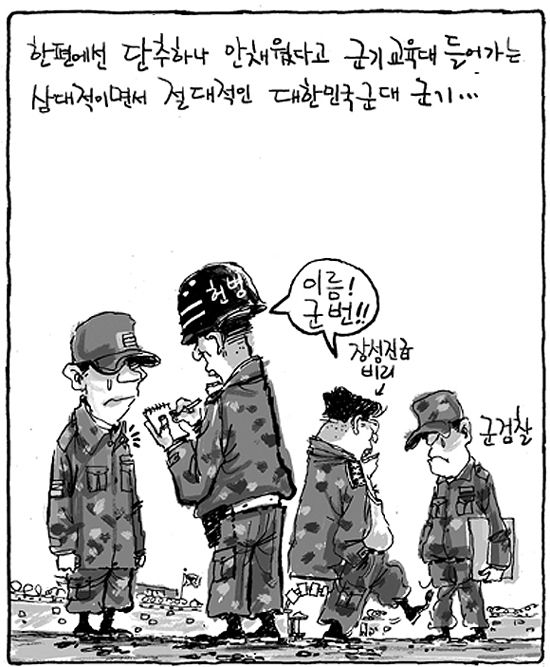 한편에선 단추하나 안채웠다고 군기교육대 들어가는
상대적이면서 절대적인 대한민국군대 군기...
헌병
이름!
군번!!
장성진급
비리
군검찰